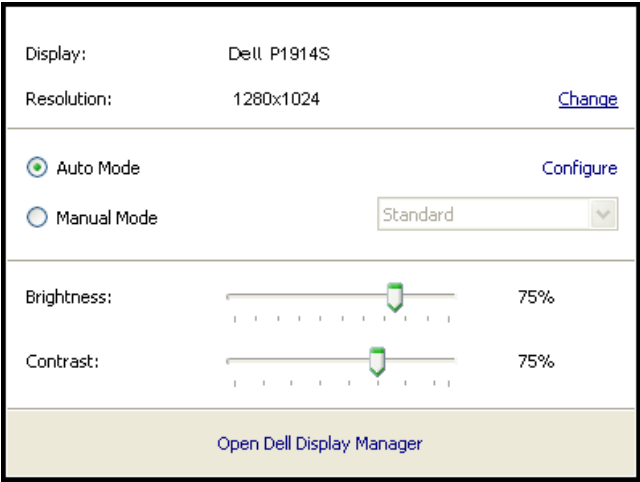 Display: Dell P1914S
Resolution: 1280x1024 Change
Auto Mode Configure
Manual Mode Standard
Brightness: 75%
Contrast: 75%
Open Dell Display Manager